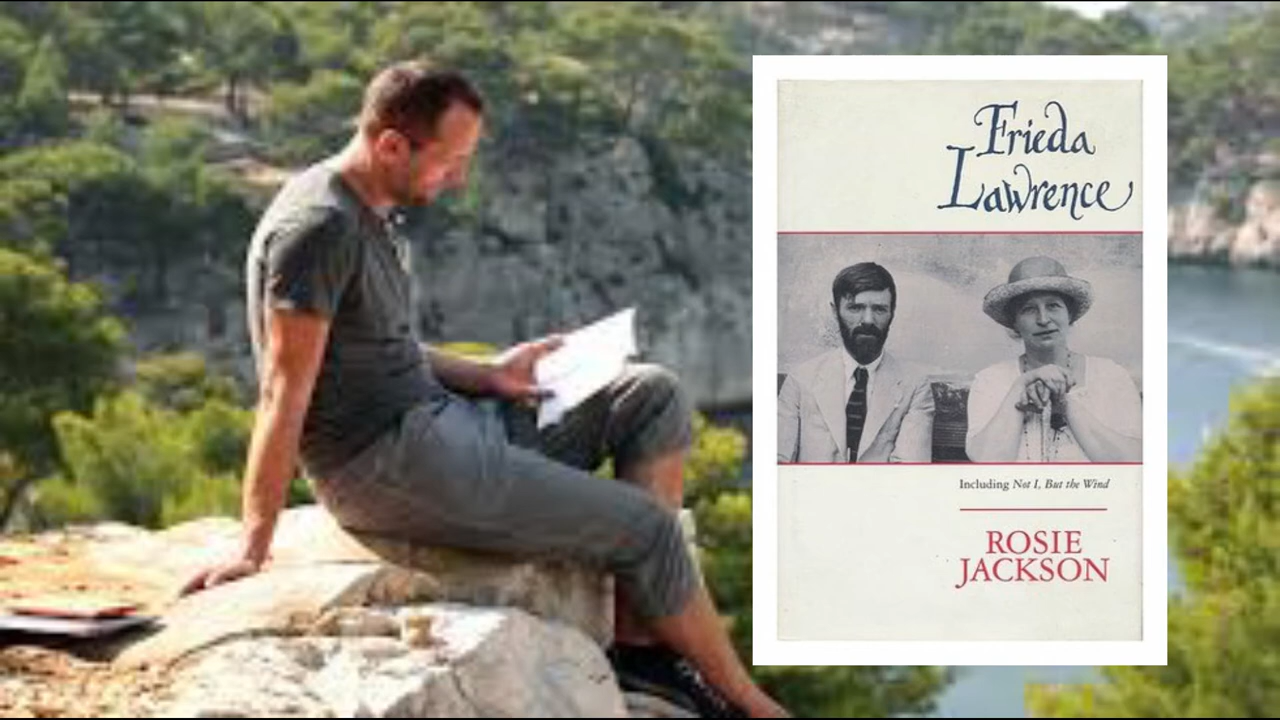 Frieda
Lawrence
Including Not I, But the Wind
ROSIE
JACKSON